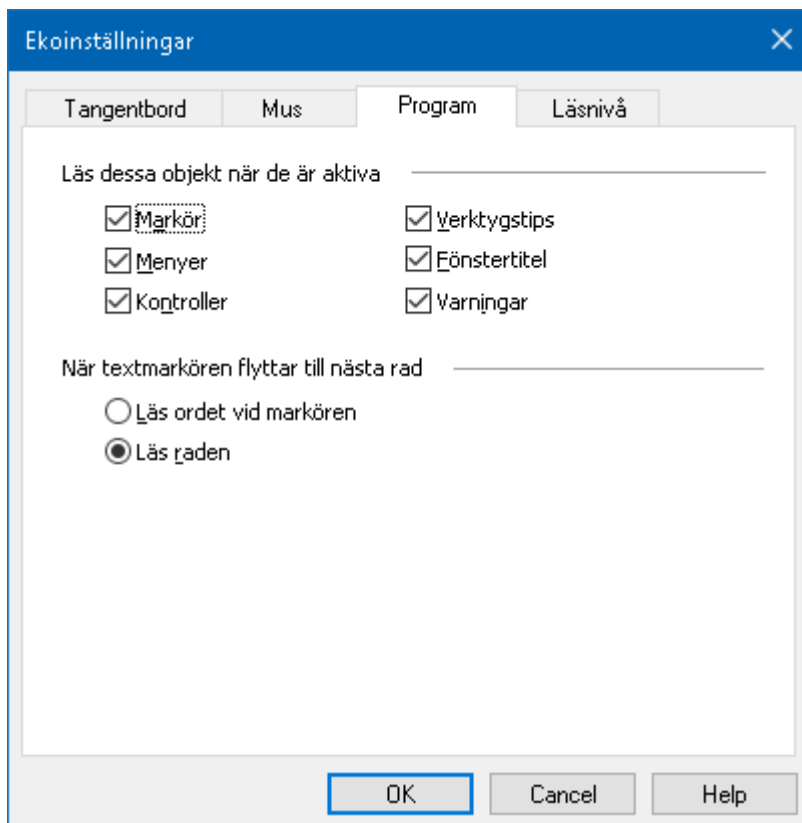 Ekoinställningar
Tangentbord Mus Program Läsnivå
Läs dessa objekt när de är aktiva
Markör Verktygstips
Menyer Fönstertitel
Kontroller Varningar
När textmarkören flyttar till nästa rad
Läs ordet vid markören
Läs raden
OK Cancel Help